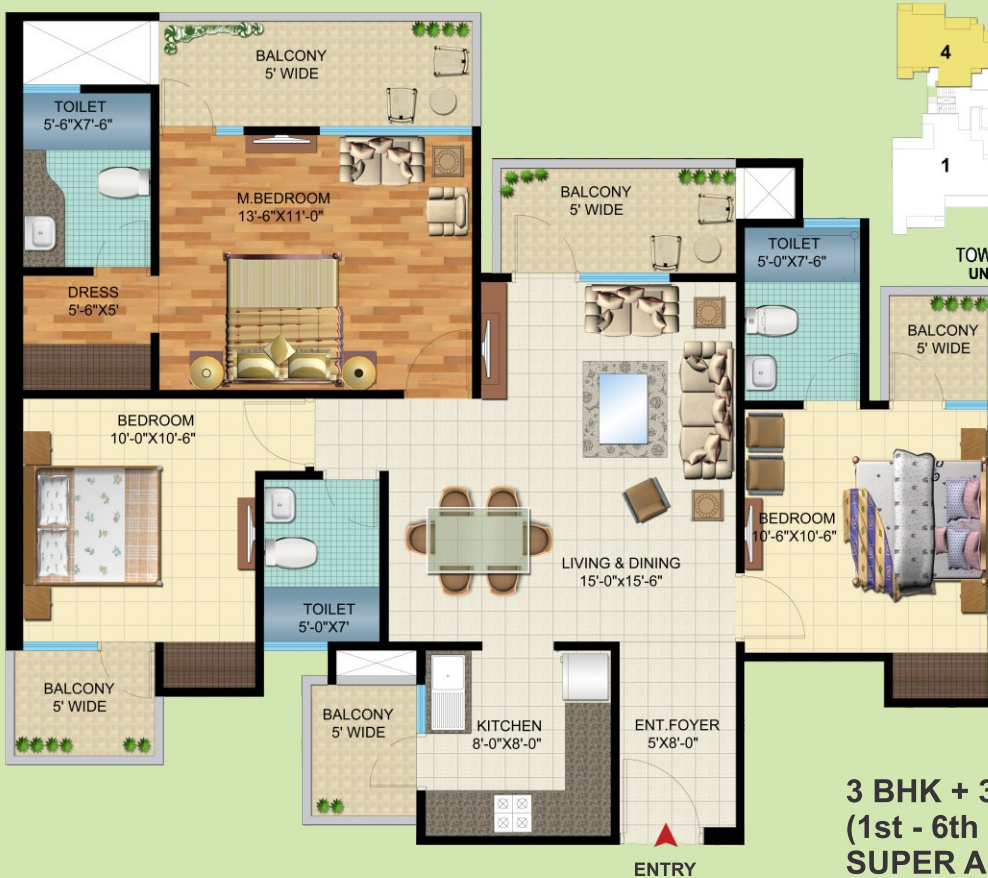 BALCONY
5' WIDE
4
TOILET
5'-6"X7'-6"
M.BEDROOM
13'-6"X11'-0"
BALCONY
5' WIDE
1
TOILET
5'-0"X7'-6"
DRESS
5'-6"X5'
BALCONY
5' WIDE
BEDROOM
10'-0"X10'-6"
BEDROOM
10'-6"X10'-6"
LIVING & DINING
15'-0"x15'-6"
TOILET
5'-0"X7'
BALCONY
5' WIDE
BALCONY
5' WIDE
KITCHEN
8'-0"X8'-0"
ENT.FOYER
5'X8'-0"
3 BHK + 3
(1st - 6th
SUPER
ENTRY